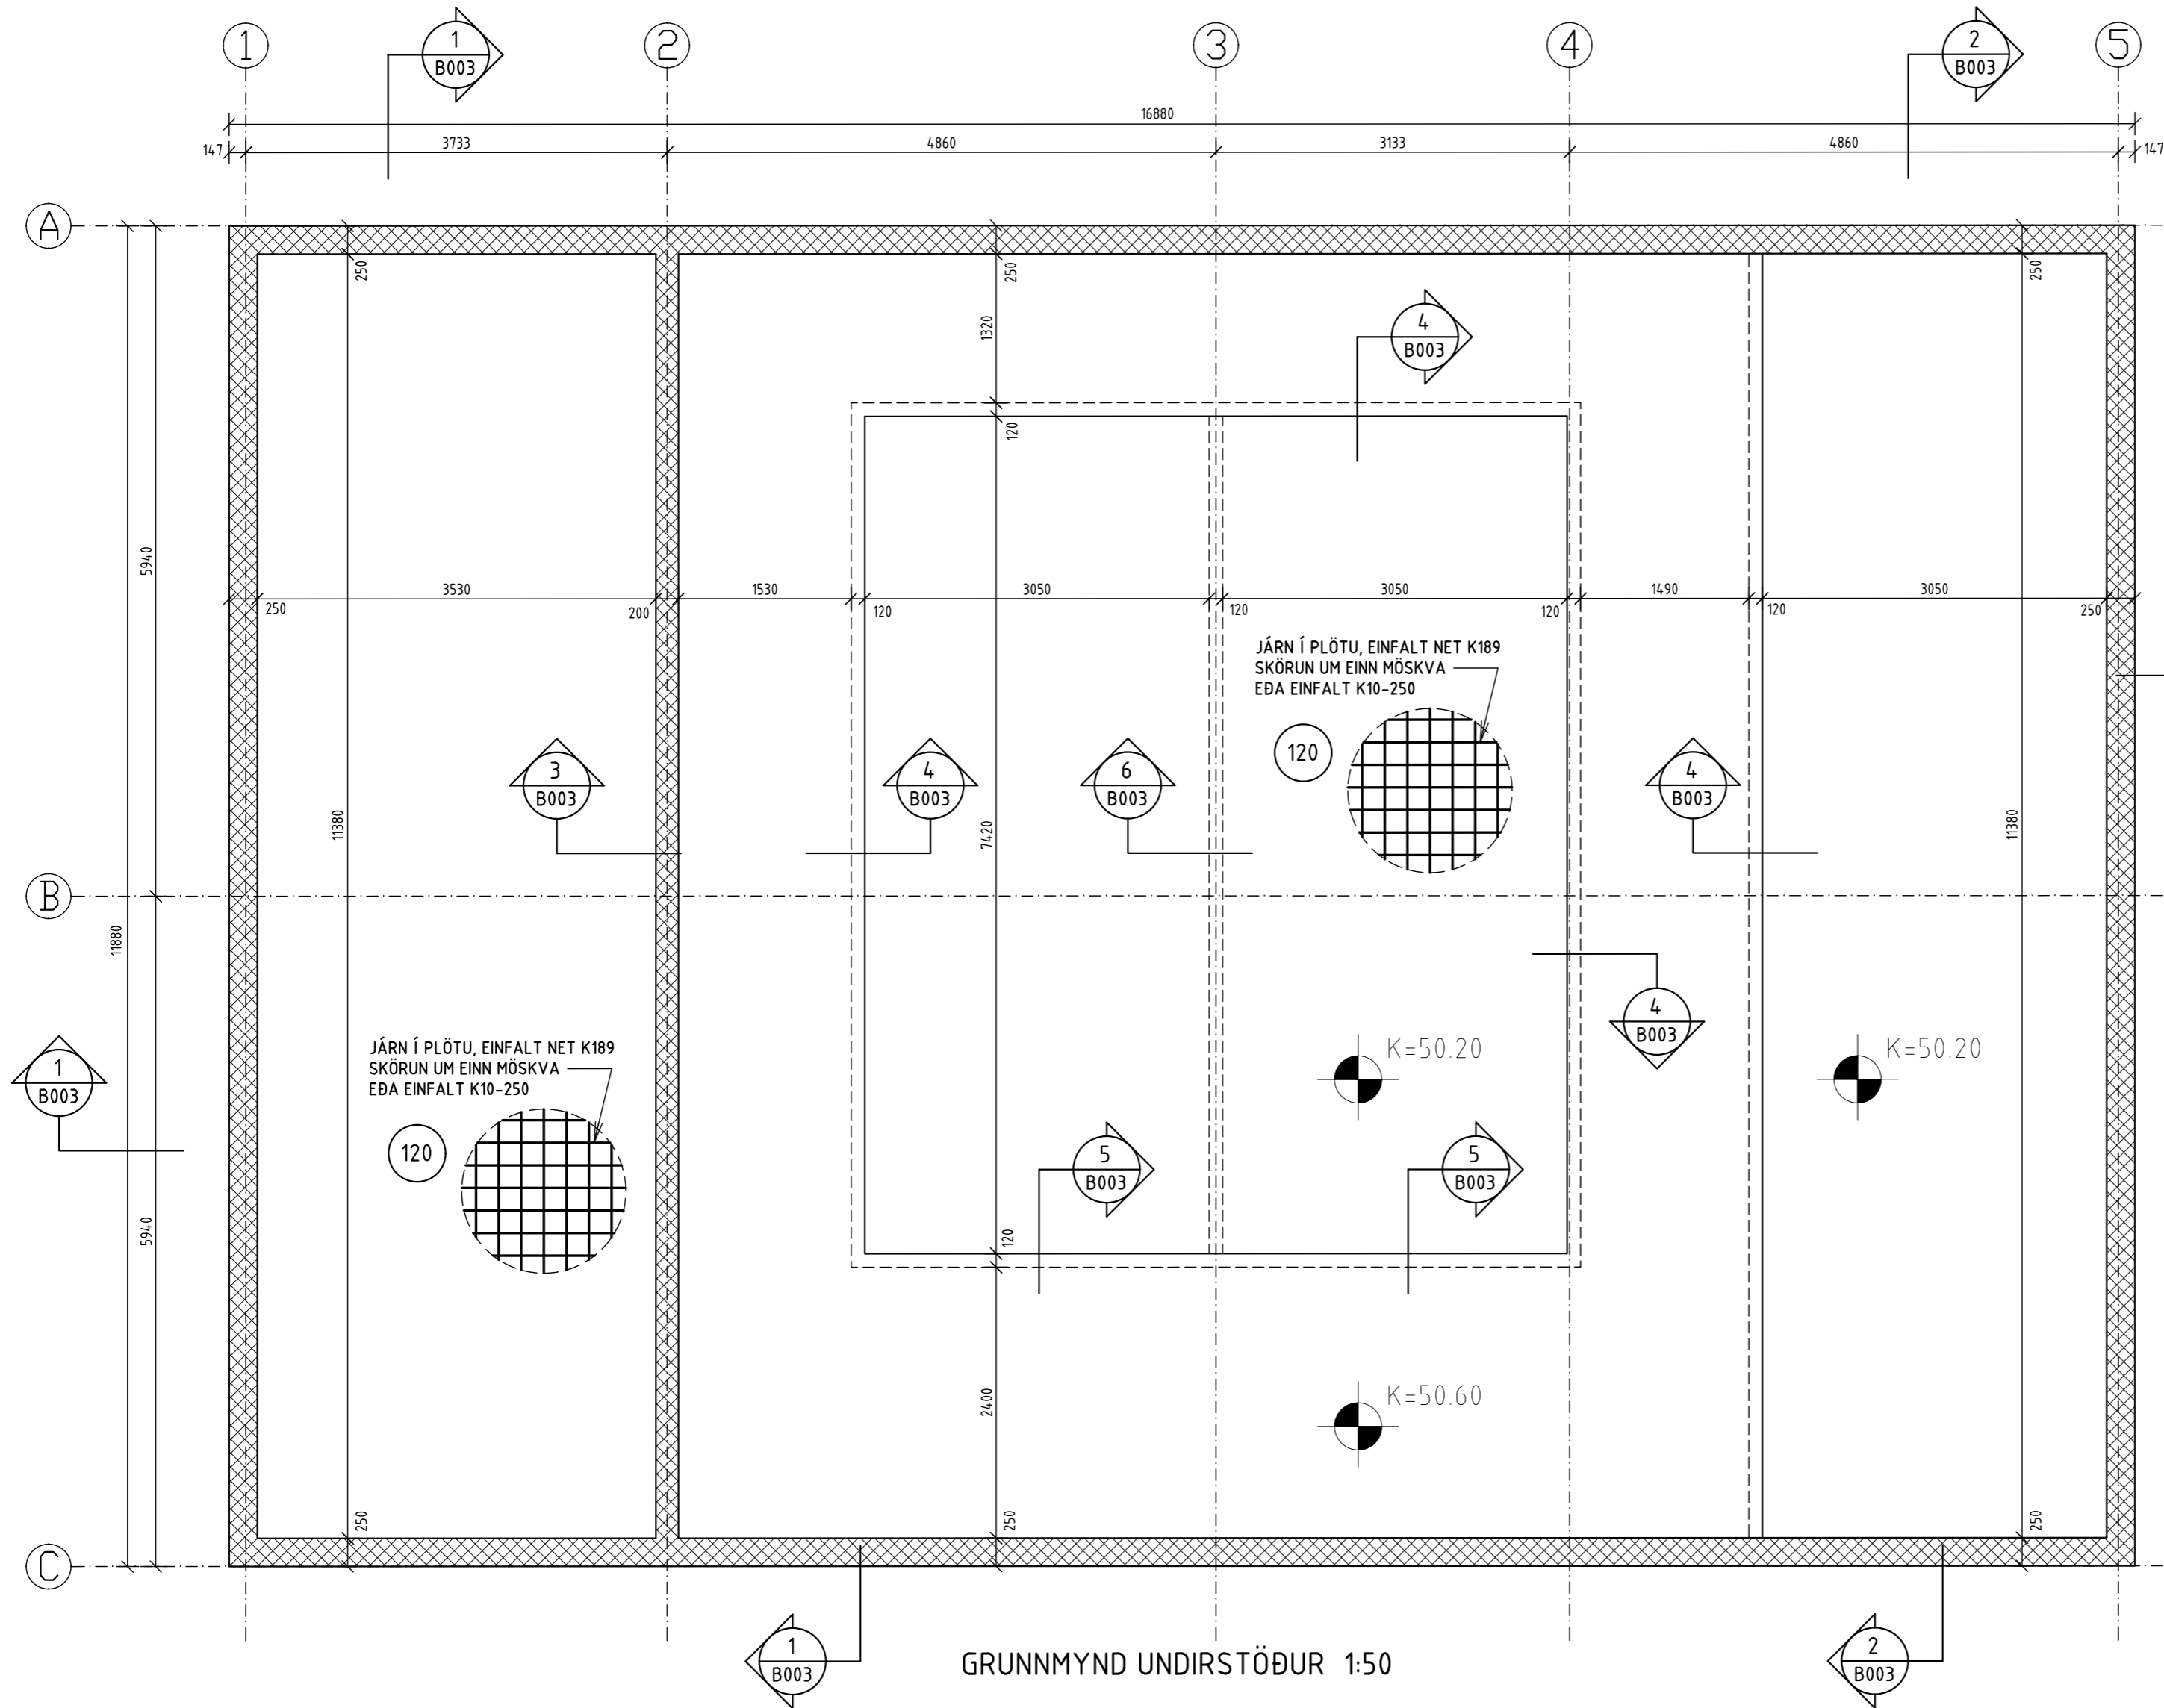 1
2
3
4
5
1
B003
2
B003
16880
147
3733
4860
3133
4860
147
A
250
250
250
1320
4
B003
120
5940
3530
1530
3050
3050
1490
3050
250
200
120
120
120
120
250
JÁRN Í PLÖTU, EINFALT NET K189
SKÖRUN UM EINN MÖSKVA
EÐA EINFALT K10-250
120
3
B003
4
B003
6
B003
4
B003
11380
7420
11380
B
11880
4
B003
K=50.20
K=50.20
JÁRN Í PLÖTU, EINFALT NET K189
SKÖRUN UM EINN MÖSKVA
EÐA EINFALT K10-250
1
B003
120
5
B003
5
B003
5940
120
2400
K=50.60
250
250
250
C
1
B003
GRUNNMYND UNDIRSTÖÐUR 1:50
2
B003